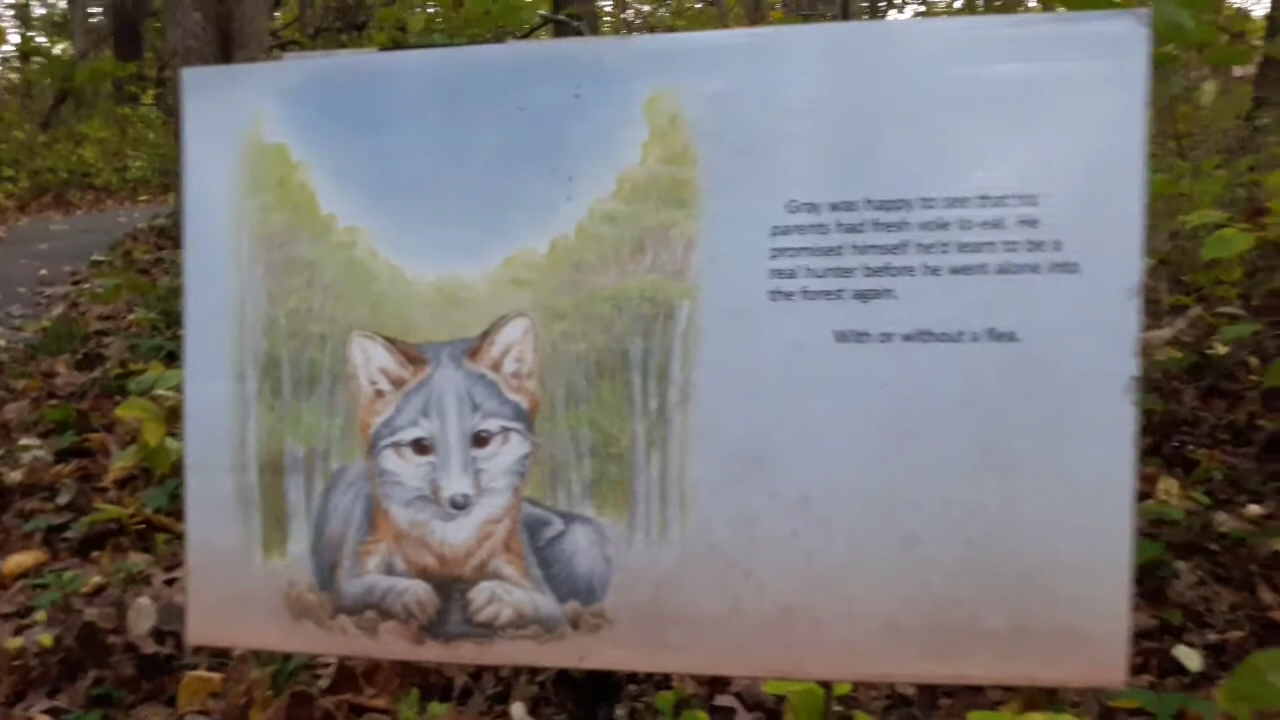 Gray was happy to see that his
parents had fresh vole to eat. He
promised himself he'd learn to be a
real hunter before he went alone into
the forest again.
With or without a flea.